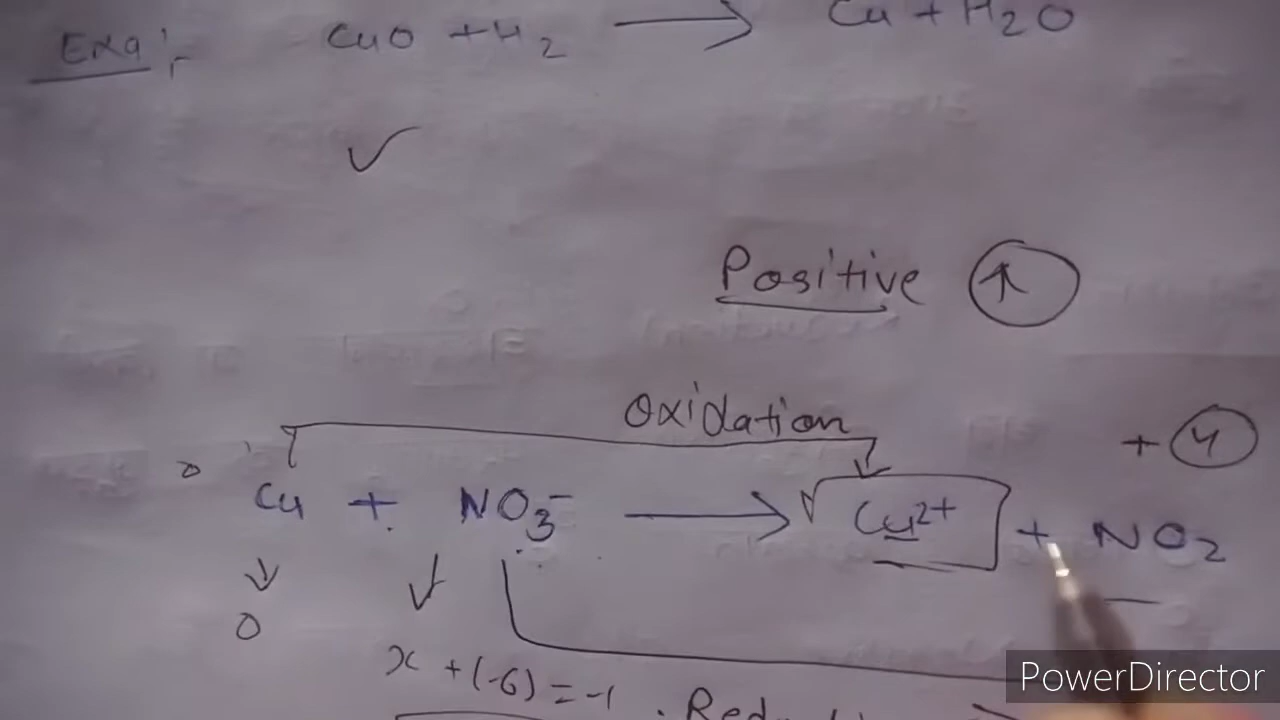 Exa:- CuO + H2 → Cu + H2O
✓
Positive ↑
Oxidation
0 + 4
Cu + NO3- → Cu2+ + NO2
↓ ↓
0
x + (-6) = -1
PowerDirector